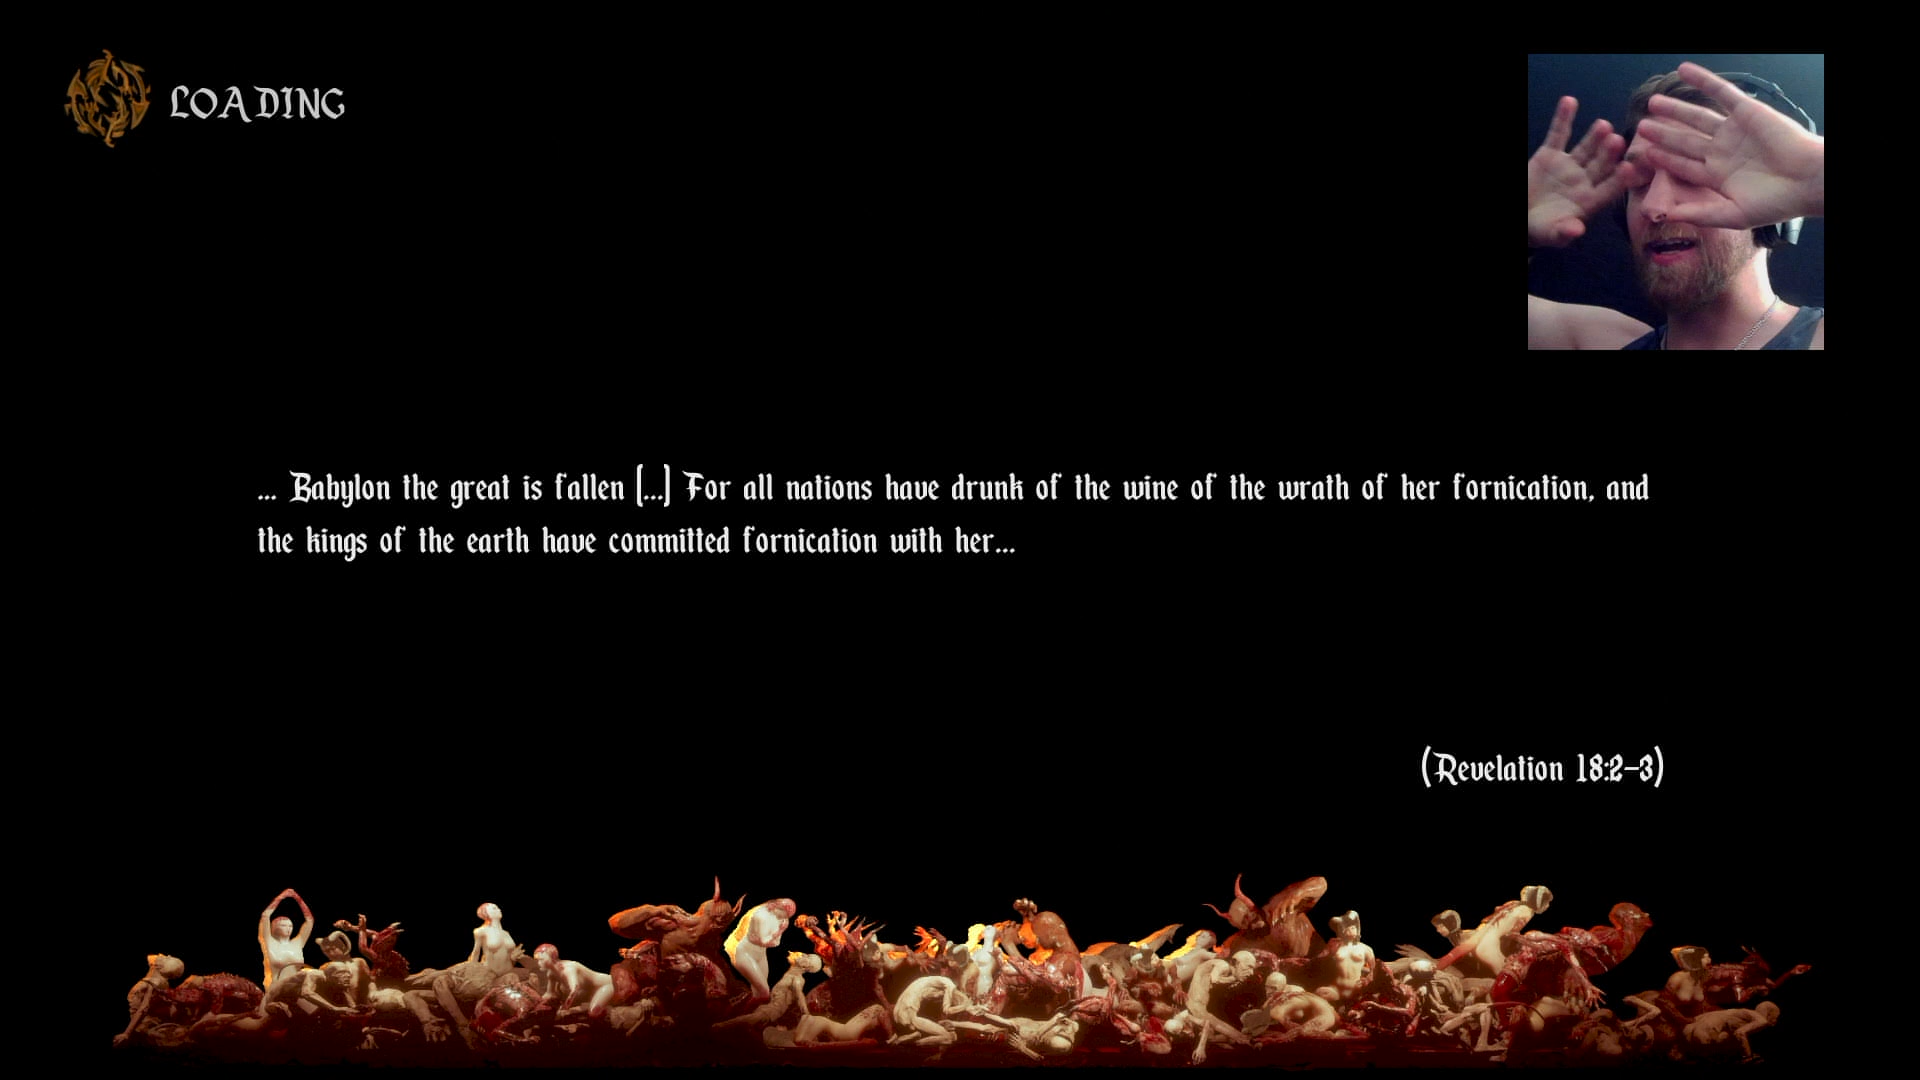 LOADING
... Babylon the great is fallen [...] For all nations have drunk of the wine of the wrath of her fornication, and
the kings of the earth have committed fornication with her...
(Revelation 18:2-3)